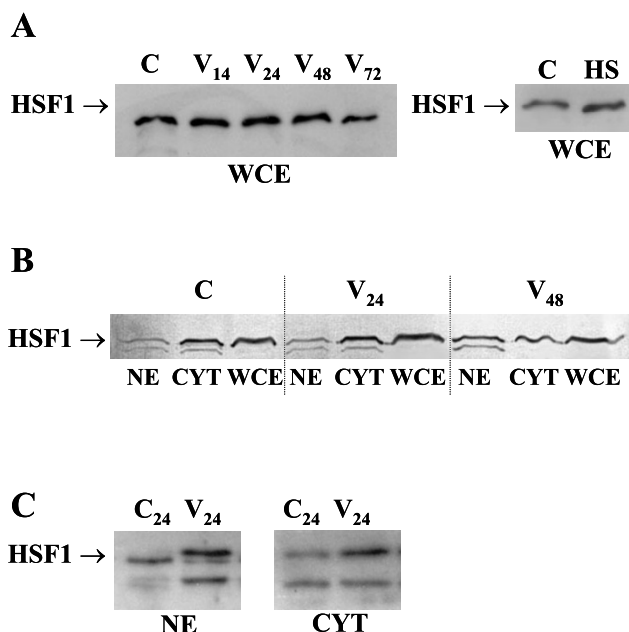 A
C V14 V24 V48 V72
HSF1 →
WCE
C HS
HSF1 →
WCE
B
C V24 V48
HSF1 →
NE CYT WCE NE CYT WCE NE CYT WCE
C
C24 V24 C24 V24
HSF1 →
NE CYT